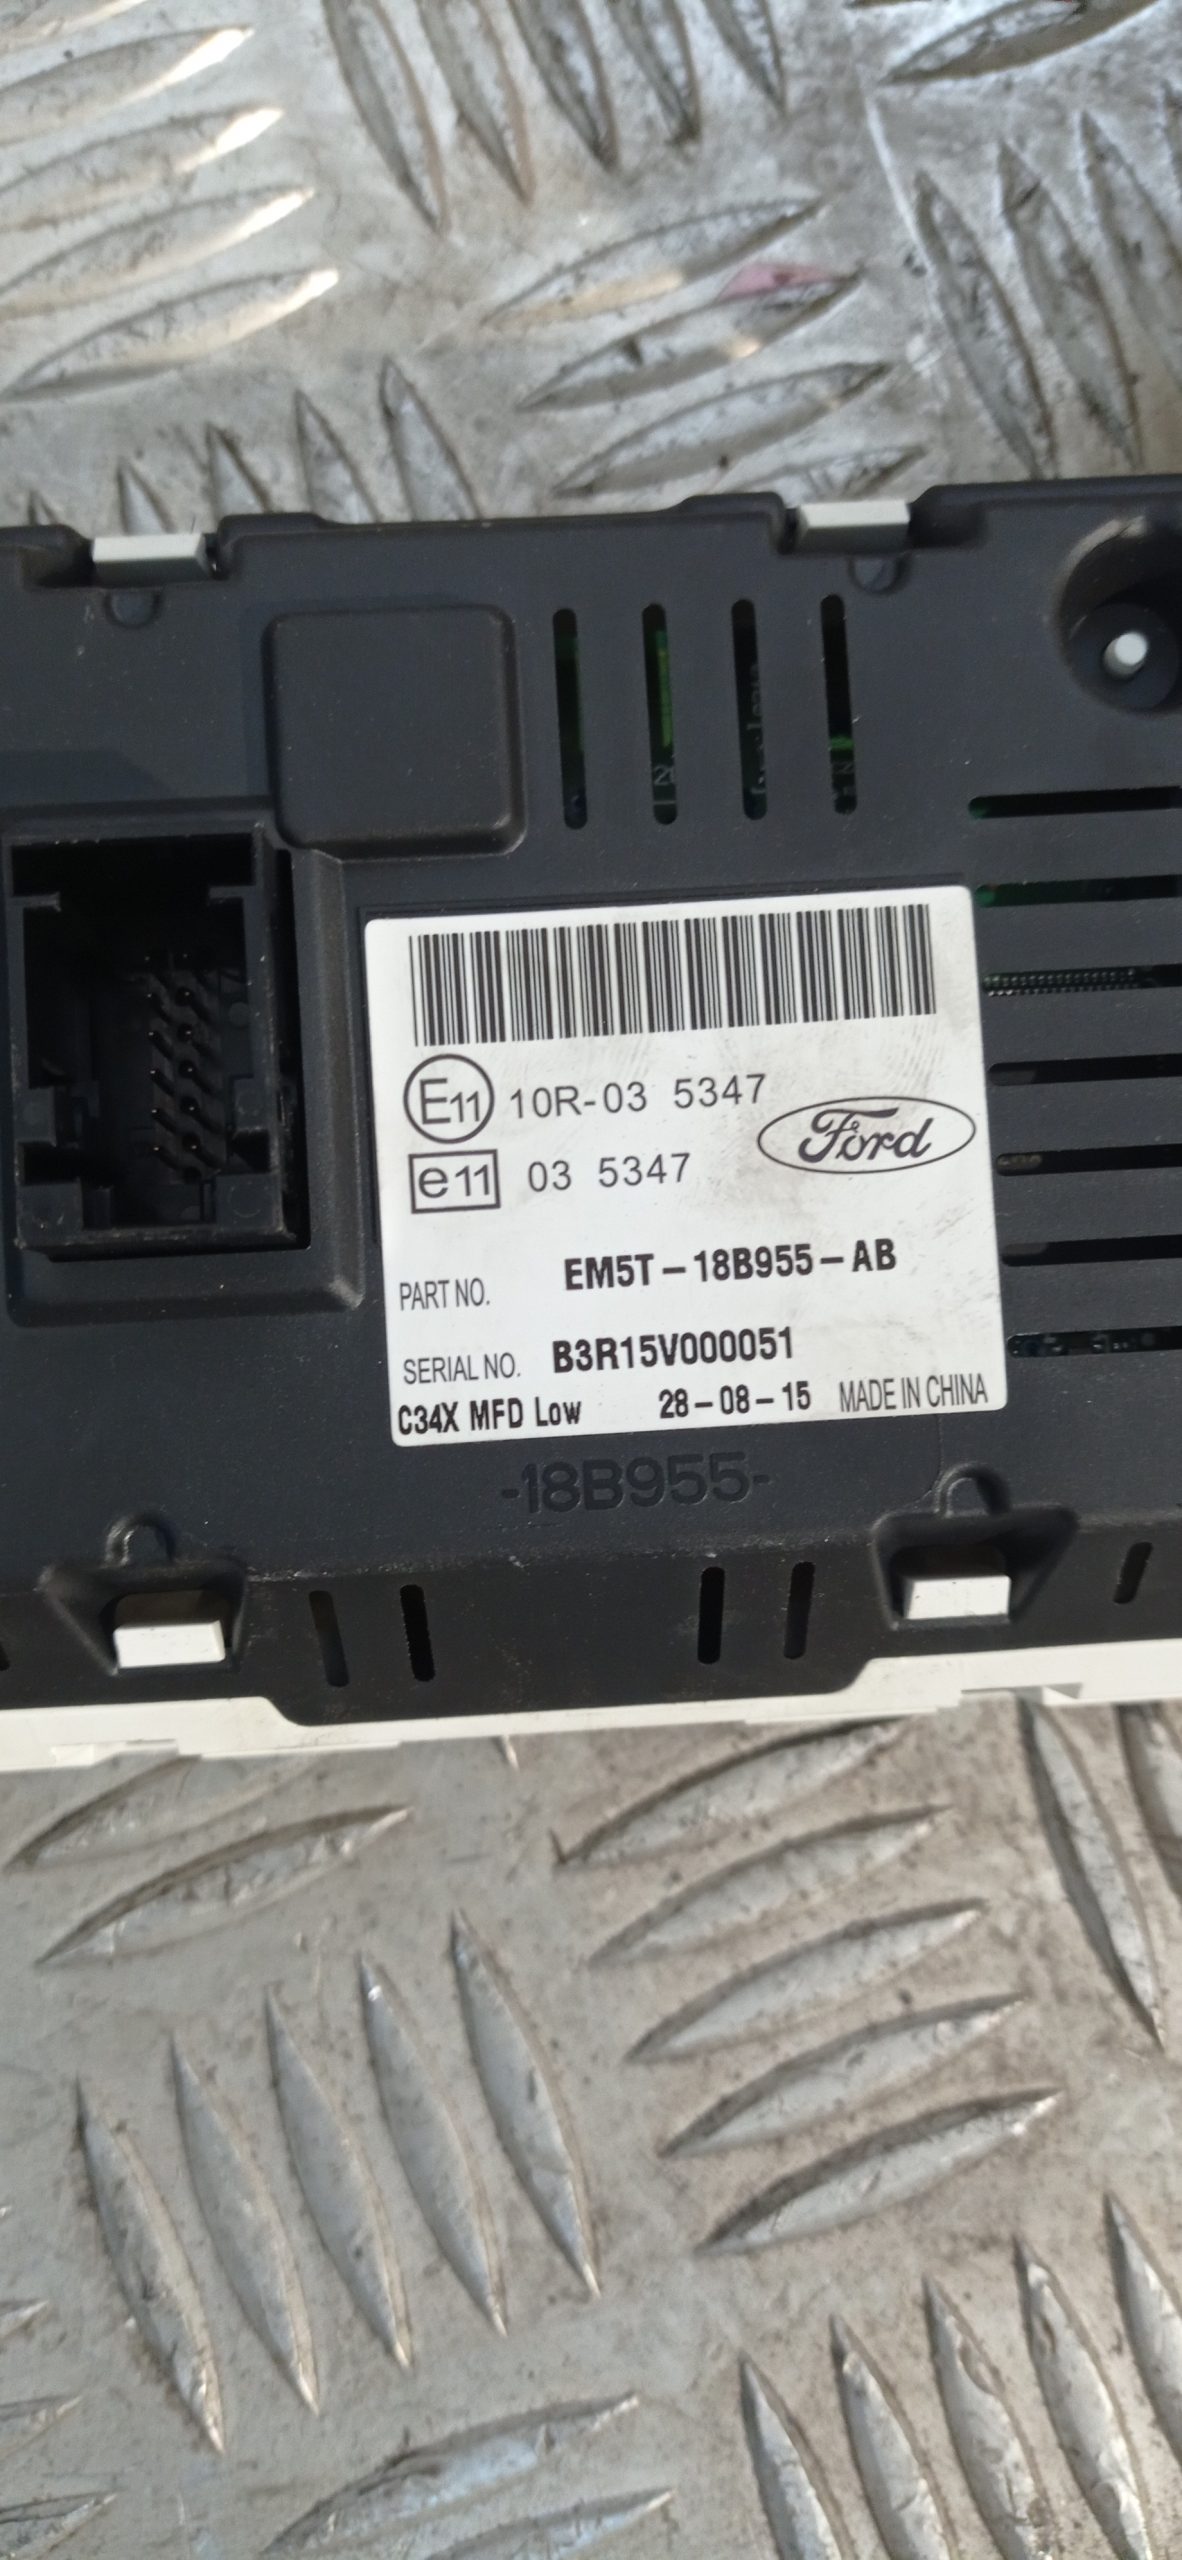 E11 10R-03 5347
Ford
e11 03 5347
PART NO. EM5T-18B955-AB
SERIAL NO. B3R15V000051
C34X MFD Low 28-08-15 MADE IN CHINA
-18B955-